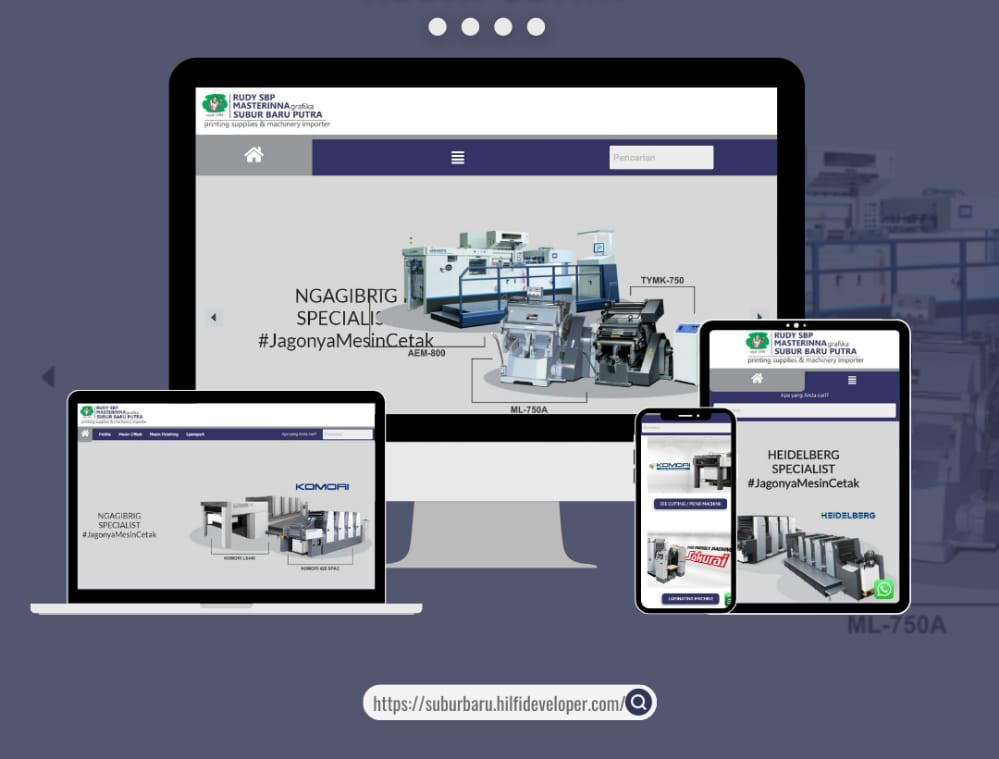 RUDY SBP
MASTERINNA grafika
SUBUR BARU PUTRA
printing supplies & machinery importer
Pencarian
NGAGIBRIG
SPECIALIS
#JagonyaMesinCetak
TYMK-750
AEM-800
ML-750A
RUDY SBP
MASTERINNA grafika
SUBUR BARU PUTRA
printing supplies & machinery importer
Apa yang Anda cari?
HEIDELBERG
SPECIALIST
#JagonyaMesinCetak
HEIDELBERG
RUDY SBP
MASTERINNA grafika
SUBUR BARU PUTRA
printing supplies & machinery importer
Profile Mesin Offset Mesin Finishing Sparepart Apa yang Anda cari?
NGAGIBRIG
SPECIALIST
#JagonyaMesinCetak
KOMORI
KOMORI LS440
KOMORI 428 SPAC
KOMORI
DIE CUTTING / POND MACHINE
Sakurai
LAMINATING MACHINE
ML-750A
https://suburbaru.hilfideveloper.com/